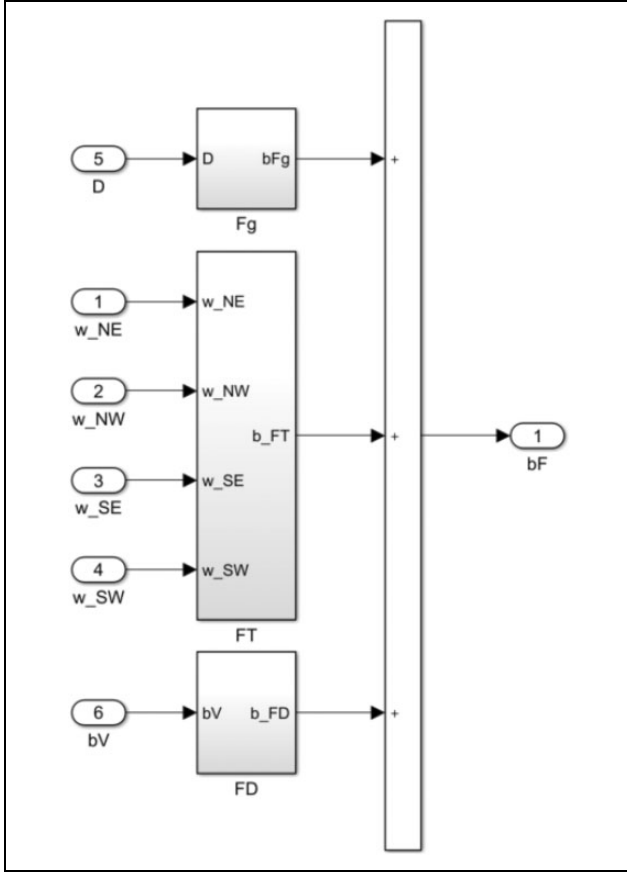 5
D
D bFg
+
Fg
1
w_NE
w_NE
2
w_NW
w_NW
b_FT
+
1
bF
3
w_SE
w_SE
4
w_SW
w_SW
FT
6
bV
bV b_FD
+
FD